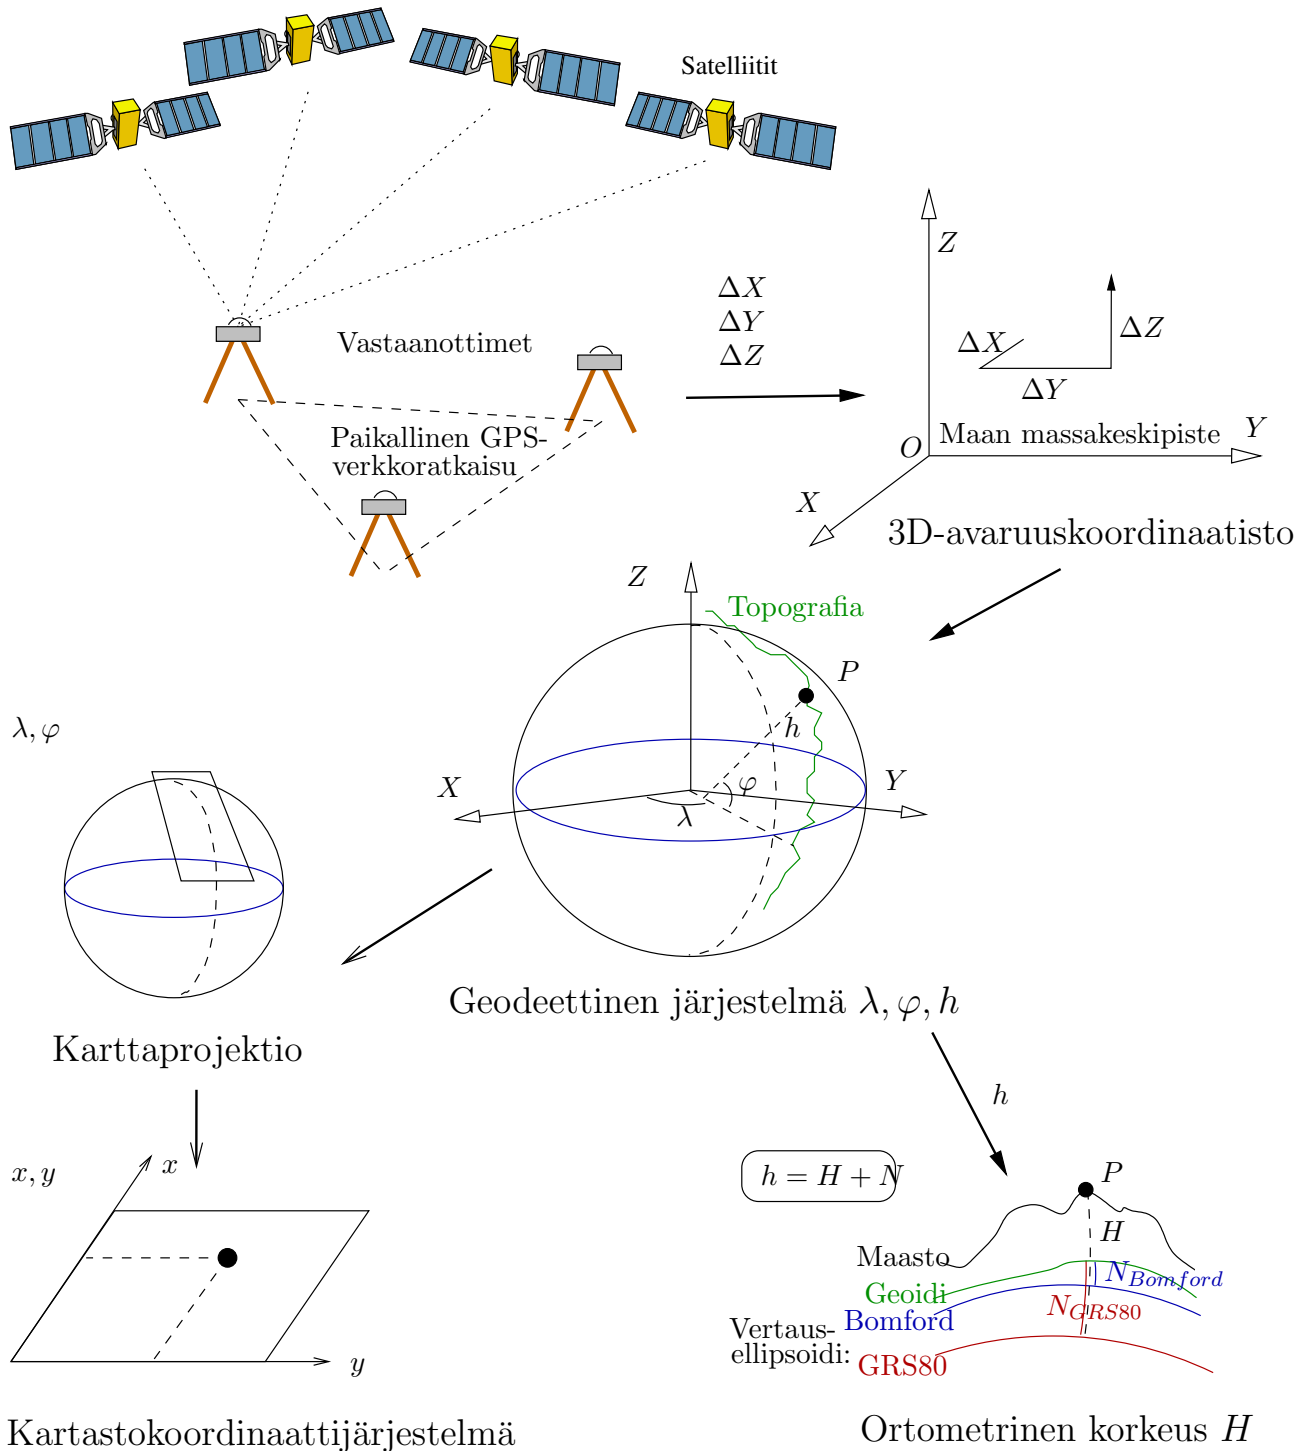 Satelliitit
Z
ΔX
ΔY
ΔZ
Vastaanottimet
ΔX
ΔZ
ΔY
Paikallinen GPS-
verkkoratkaisu
O
Maan massakeskipiste
Y
X
3D-avaruuskoordinaatisto
Z
Topografia
P
h
λ, φ
X
φ
Y
λ
Geodeettinen järjestelmä λ, φ, h
Karttaprojektio
h
x, y
x
h = H + N
P
H
Maasto
Geoidi
N_Bomford
Bomford
N_GRS80
Vertaus-
ellipsoidi:
GRS80
y
Kartastokoordinaattijärjestelmä
Ortometrinen korkeus H